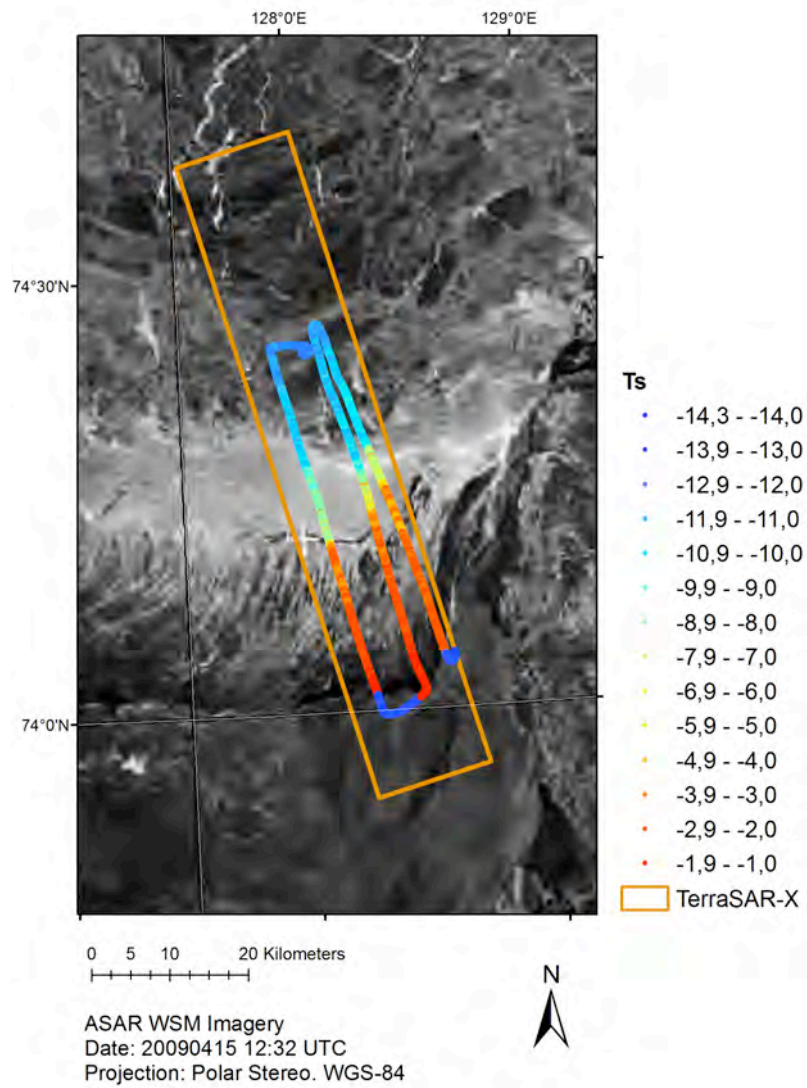 128°0'E 129°0'E
74°30'N
74°0'N
Ts
-14,3 - -14,0
-13,9 - -13,0
-12,9 - -12,0
-11,9 - -11,0
-10,9 - -10,0
-9,9 - -9,0
-8,9 - -8,0
-7,9 - -7,0
-6,9 - -6,0
-5,9 - -5,0
-4,9 - -4,0
-3,9 - -3,0
-2,9 - -2,0
-1,9 - -1,0
TerraSAR-X
0 5 10 20 Kilometers
N
ASAR WSM Imagery
Date: 20090415 12:32 UTC
Projection: Polar Stereo. WGS-84